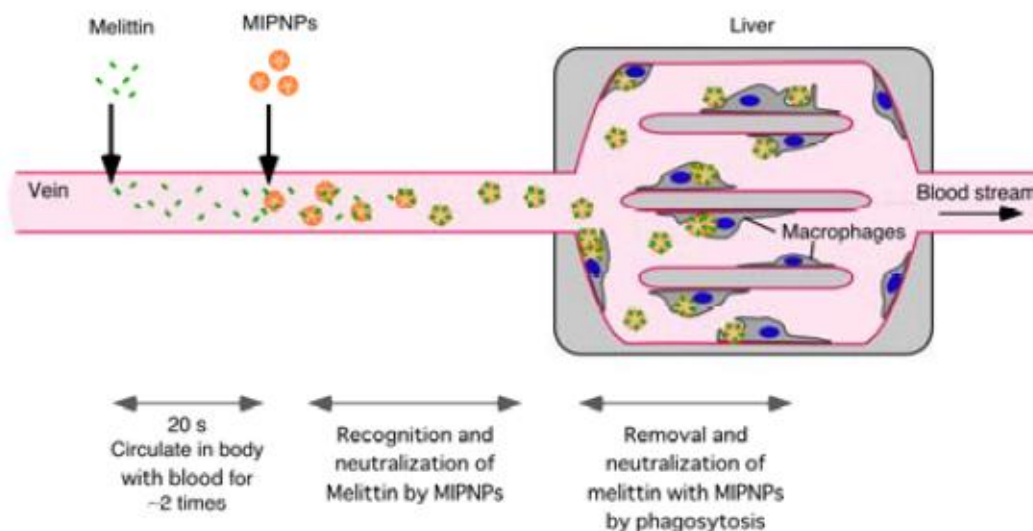 Melittin
MIPNPs
Liver
Vein
Blood stream
Macrophages
20 s
Circulate in body
with blood for
~2 times
Recognition and
neutralization of
Melittin by MIPNPs
Removal and
neutralization of
melittin with MIPNPs
by phagosytosis